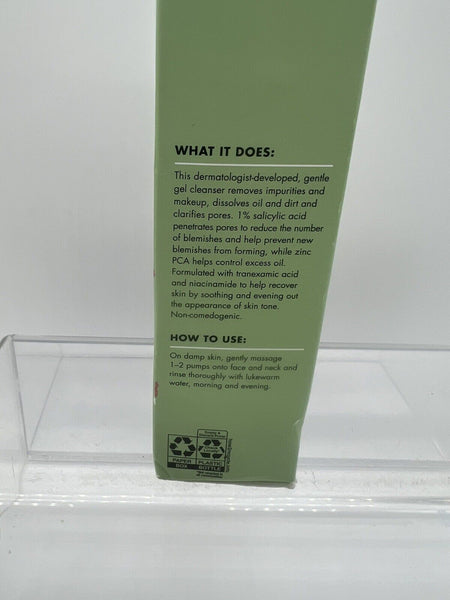 WHAT IT DOES:
This dermatologist-developed, gentle
gel cleanser removes impurities and
makeup, dissolves oil and dirt and
clarifies pores. 1% salicylic acid
penetrates pores to reduce the number
of blemishes and help prevent new
blemishes from forming, while zinc
PCA helps control excess oil.
Formulated with tranexamic acid
and niacinamide to help recover
skin by soothing and evening out
the appearance of skin tone.
Non-comedogenic.
HOW TO USE:
On damp skin, gently massage
1–2 pumps onto face and neck and
rinse thoroughly with lukewarm
water, morning and evening.
PAPER
BOX
PLASTIC
BOTTLE